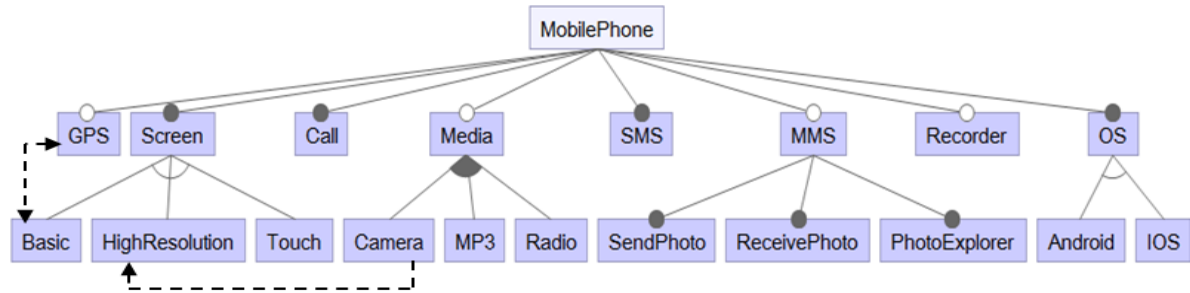 MobilePhone
GPS Screen Call Media SMS MMS Recorder OS
Basic HighResolution Touch Camera MP3 Radio SendPhoto ReceivePhoto PhotoExplorer Android IOS